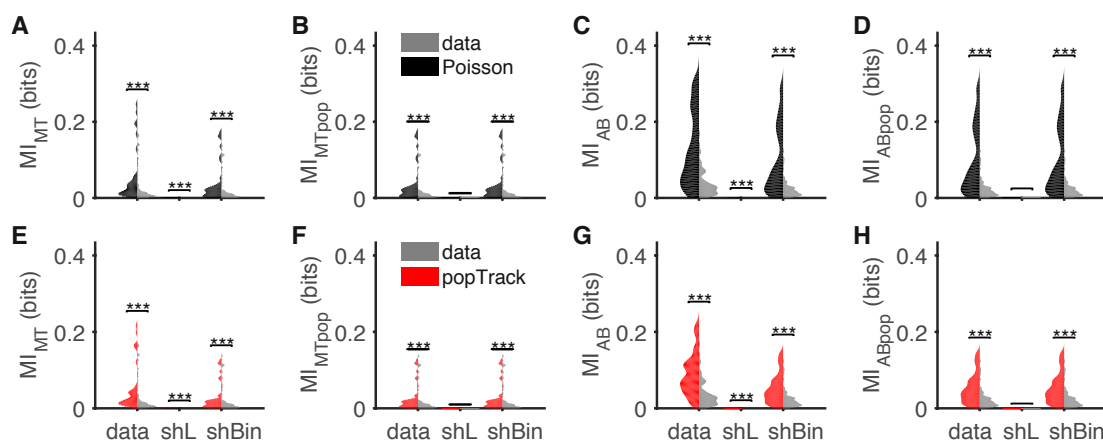 A
B
C
D
0.4
0.2
0
MI_MT (bits)
***
***
***
0.4
0.2
0
MI_MTpop (bits)
data
Poisson
***
***
0.4
0.2
0
MI_AB (bits)
***
***
***
0.4
0.2
0
MI_ABpop (bits)
***
***
E
F
G
H
0.4
0.2
0
MI_MT (bits)
***
***
***
data shL shBin
0.4
0.2
0
MI_MTpop (bits)
data
popTrack
***
***
data shL shBin
0.4
0.2
0
MI_AB (bits)
***
***
***
data shL shBin
0.4
0.2
0
MI_ABpop (bits)
***
***
data shL shBin